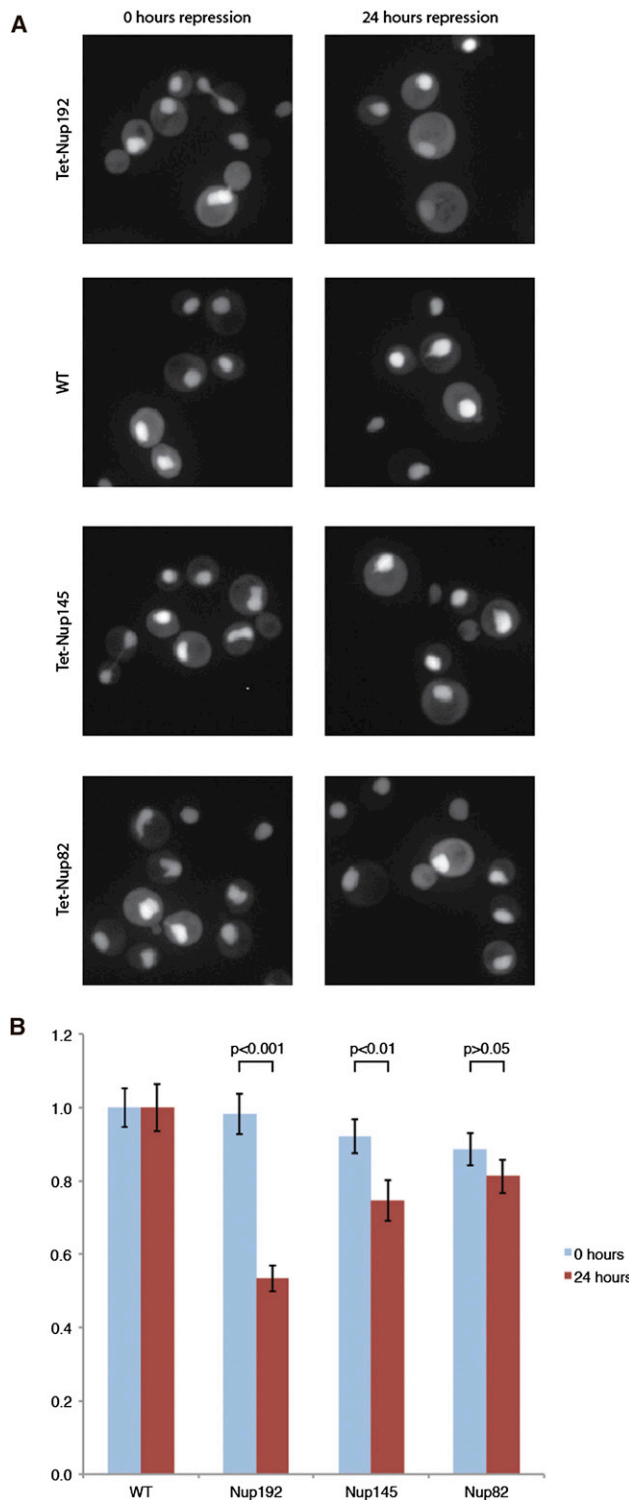 A
0 hours repression
24 hours repression
Tet-Nup192
WT
Tet-Nup145
Tet-Nup82
B
1.2
1.0
0.8
0.6
0.4
0.2
0.0
p<0.001
p<0.01
p>0.05
0 hours
24 hours
WT
Nup192
Nup145
Nup82